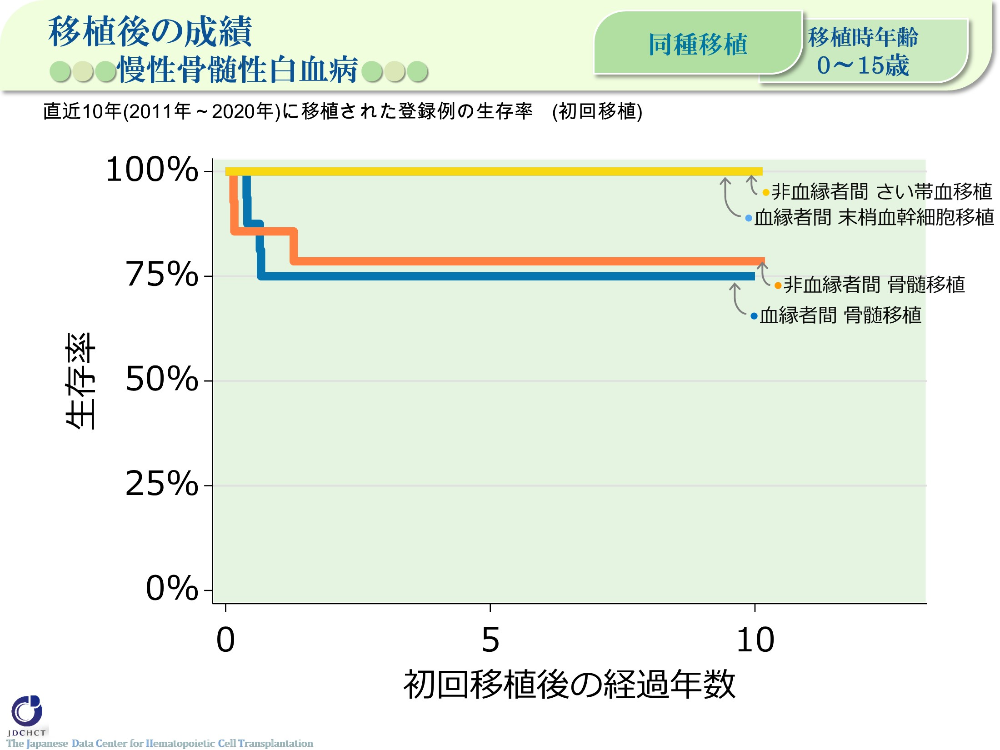 移植後の成績
慢性骨髄性白血病
同種移植
移植時年齢
0～15歳
直近10年(2011年～2020年)に移植された登録例の生存率　(初回移植)
100%
75%
50%
25%
0%
生存率
非血縁者間 さい帯血移植
血縁者間 末梢血幹細胞移植
非血縁者間 骨髄移植
血縁者間 骨髄移植
0 5 10
初回移植後の経過年数
JDCHCT
The Japanese Data Center for Hematopoietic Cell Transplantation